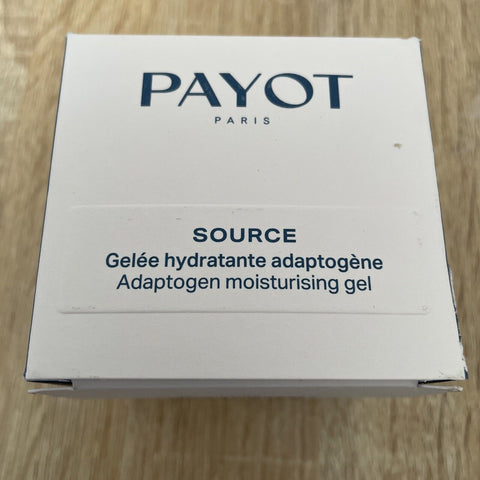 PAYOT
PARIS
SOURCE
Gelée hydratante adaptogène
Adaptogen moisturising gel